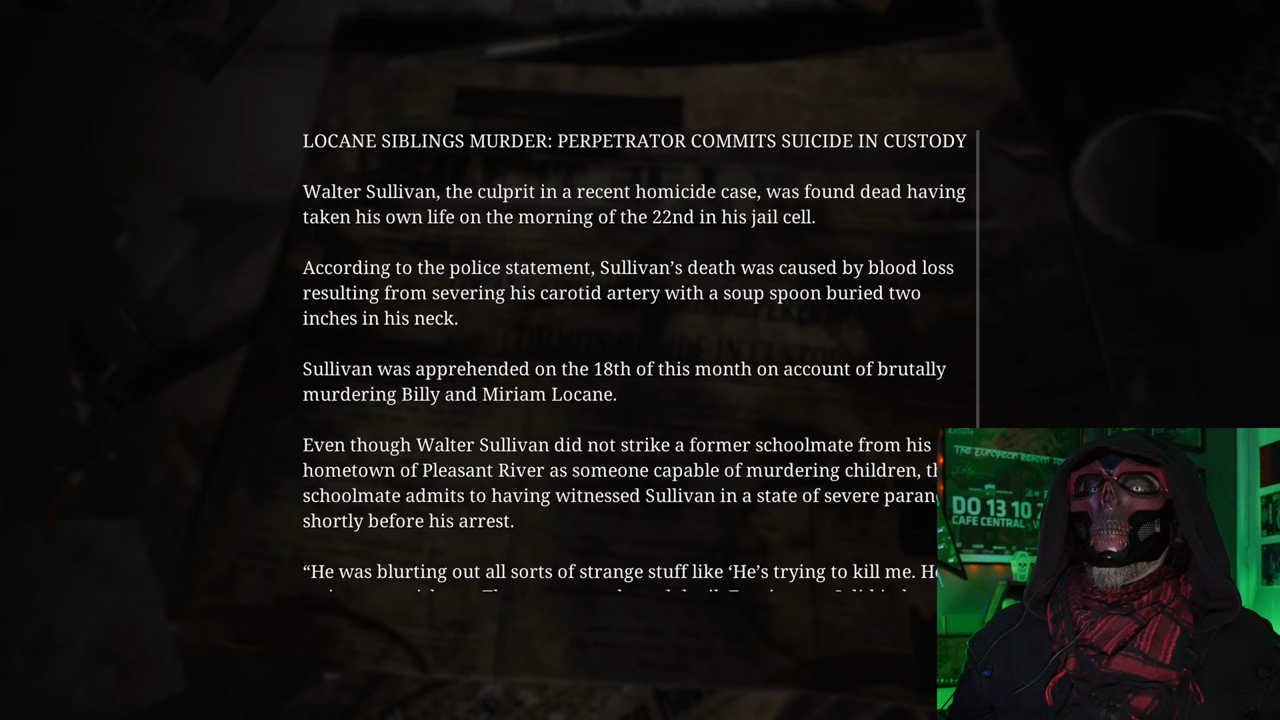 LOCANE SIBLINGS MURDER: PERPETRATOR COMMITS SUICIDE IN CUSTODY
Walter Sullivan, the culprit in a recent homicide case, was found dead having
taken his own life on the morning of the 22nd in his jail cell.
According to the police statement, Sullivan’s death was caused by blood loss
resulting from severing his carotid artery with a soup spoon buried two
inches in his neck.
Sullivan was apprehended on the 18th of this month on account of brutally
murdering Billy and Miriam Locane.
Even though Walter Sullivan did not strike a former schoolmate from his
hometown of Pleasant River as someone capable of murdering children,
schoolmate admits to having witnessed Sullivan in a state of severe
shortly before his arrest.
“He was blurting out all sorts of strange stuff like ‘He’s trying to kill me.
DO 13 10
CAFE CENTRAL -